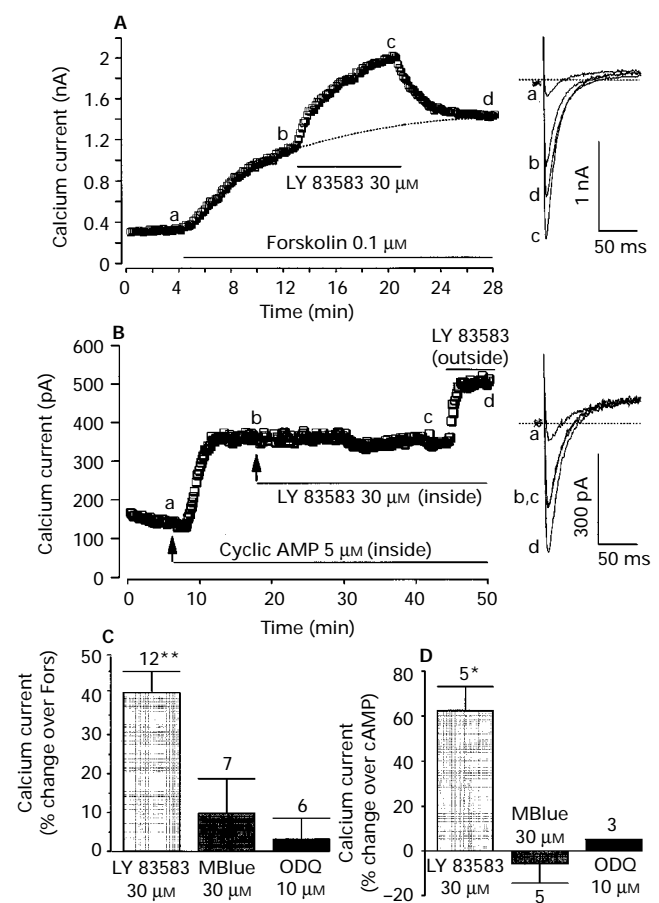 A
Calcium current (nA)
2
1.6
1.2
0.8
0.4
0
a
b
c
d
LY 83583 30 µM
Forskolin 0.1 µM
0 4 8 12 16 20 24 28
Time (min)
a
b
d
c
1 nA
50 ms
B
Calcium current (pA)
600
500
400
300
200
100
0
LY 83583
(outside)
a
b
c
d
LY 83583 30 µM (inside)
Cyclic AMP 5 µM (inside)
0 10 20 30 40 50
Time (min)
a
b,c
d
300 pA
50 ms
C
Calcium current
(% change over Fors)
50
40
30
20
10
0
12**
7
6
LY 83583
30 µM
MBlue
30 µM
ODQ
10 µM
D
Calcium current
(% change over cAMP)
80
60
40
20
0
−20
5*
MBlue
30 µM
3
LY 83583
30 µM
5
ODQ
10 µM